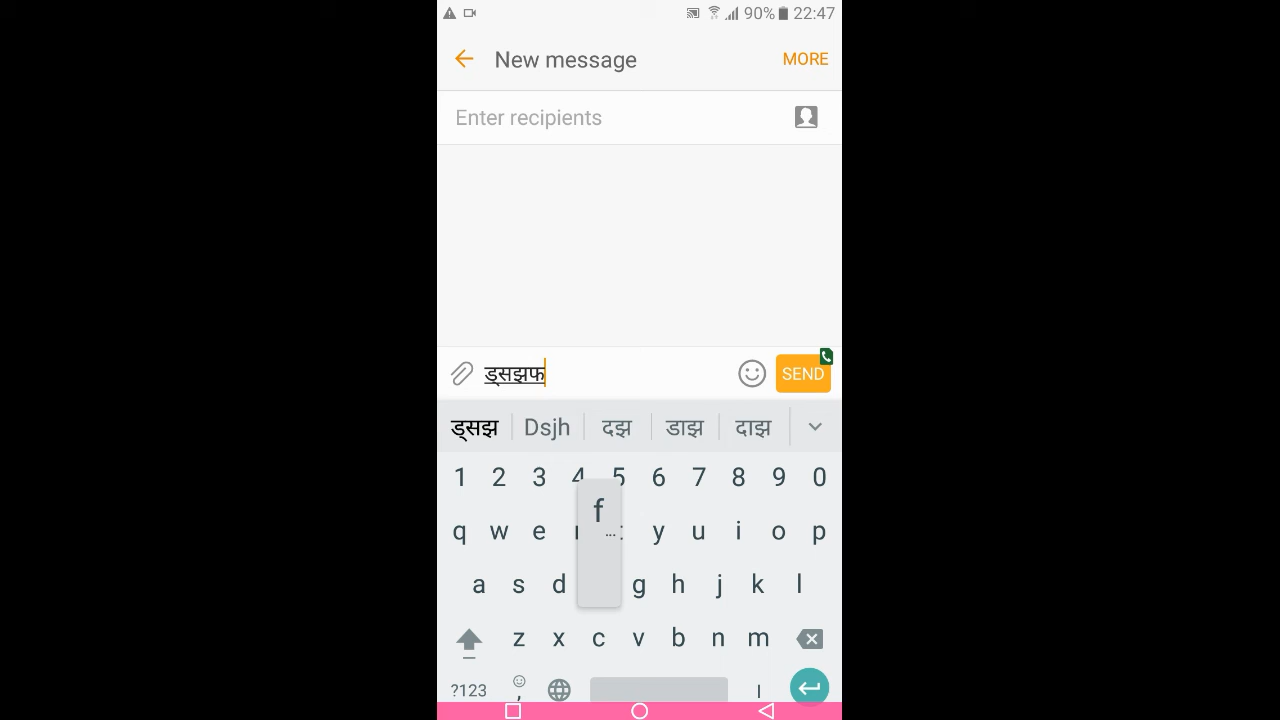 90% 22:47
New message MORE
Enter recipients
ड्सझफ SEND
ड्सझ Dsjh दझ डाझ दाझ
1 2 3 4 5 6 7 8 9 0
q w e y u i o p
f
...
a s d g h j k l
z x c v b n m
?123 , ।